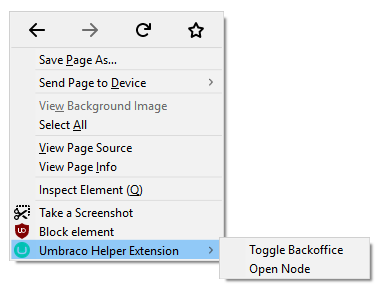 Save Page As...
Send Page to Device
View Background Image
Select All
View Page Source
View Page Info
Inspect Element (Q)
Take a Screenshot
Block element
Umbraco Helper Extension
Toggle Backoffice
Open Node